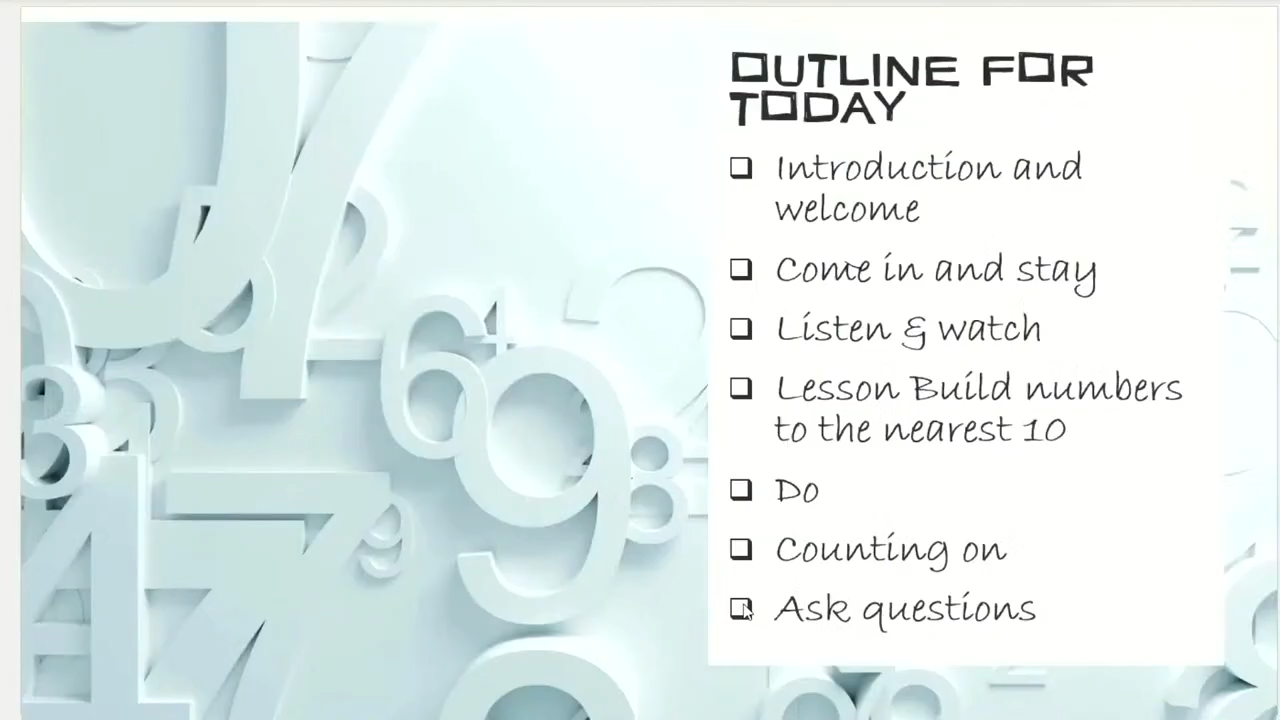 OUTLINE FOR
TODAY
Introduction and
welcome
Come in and stay
Listen & watch
Lesson Build numbers
to the nearest 10
Do
Counting on
Ask questions